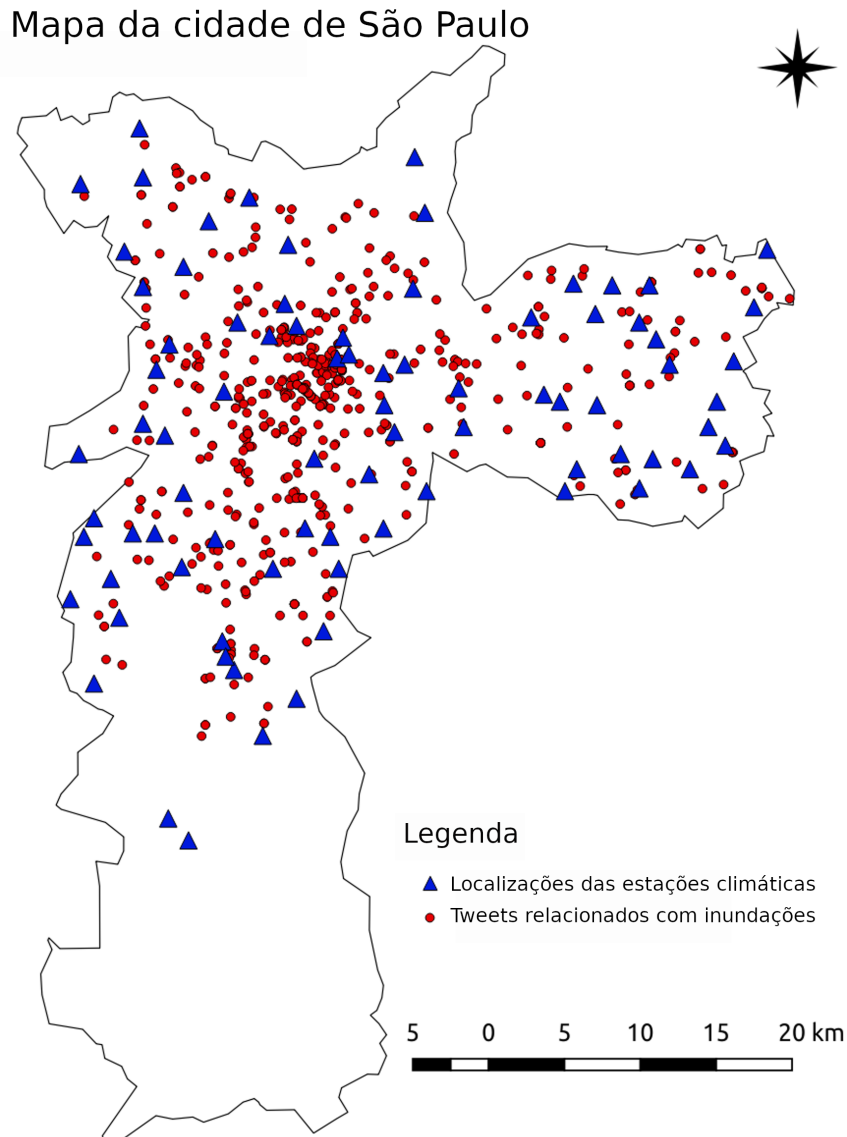 Mapa da cidade de São Paulo
Legenda
Localizações das estações climáticas
Tweets relacionados com inundações
5 0 5 10 15 20 km